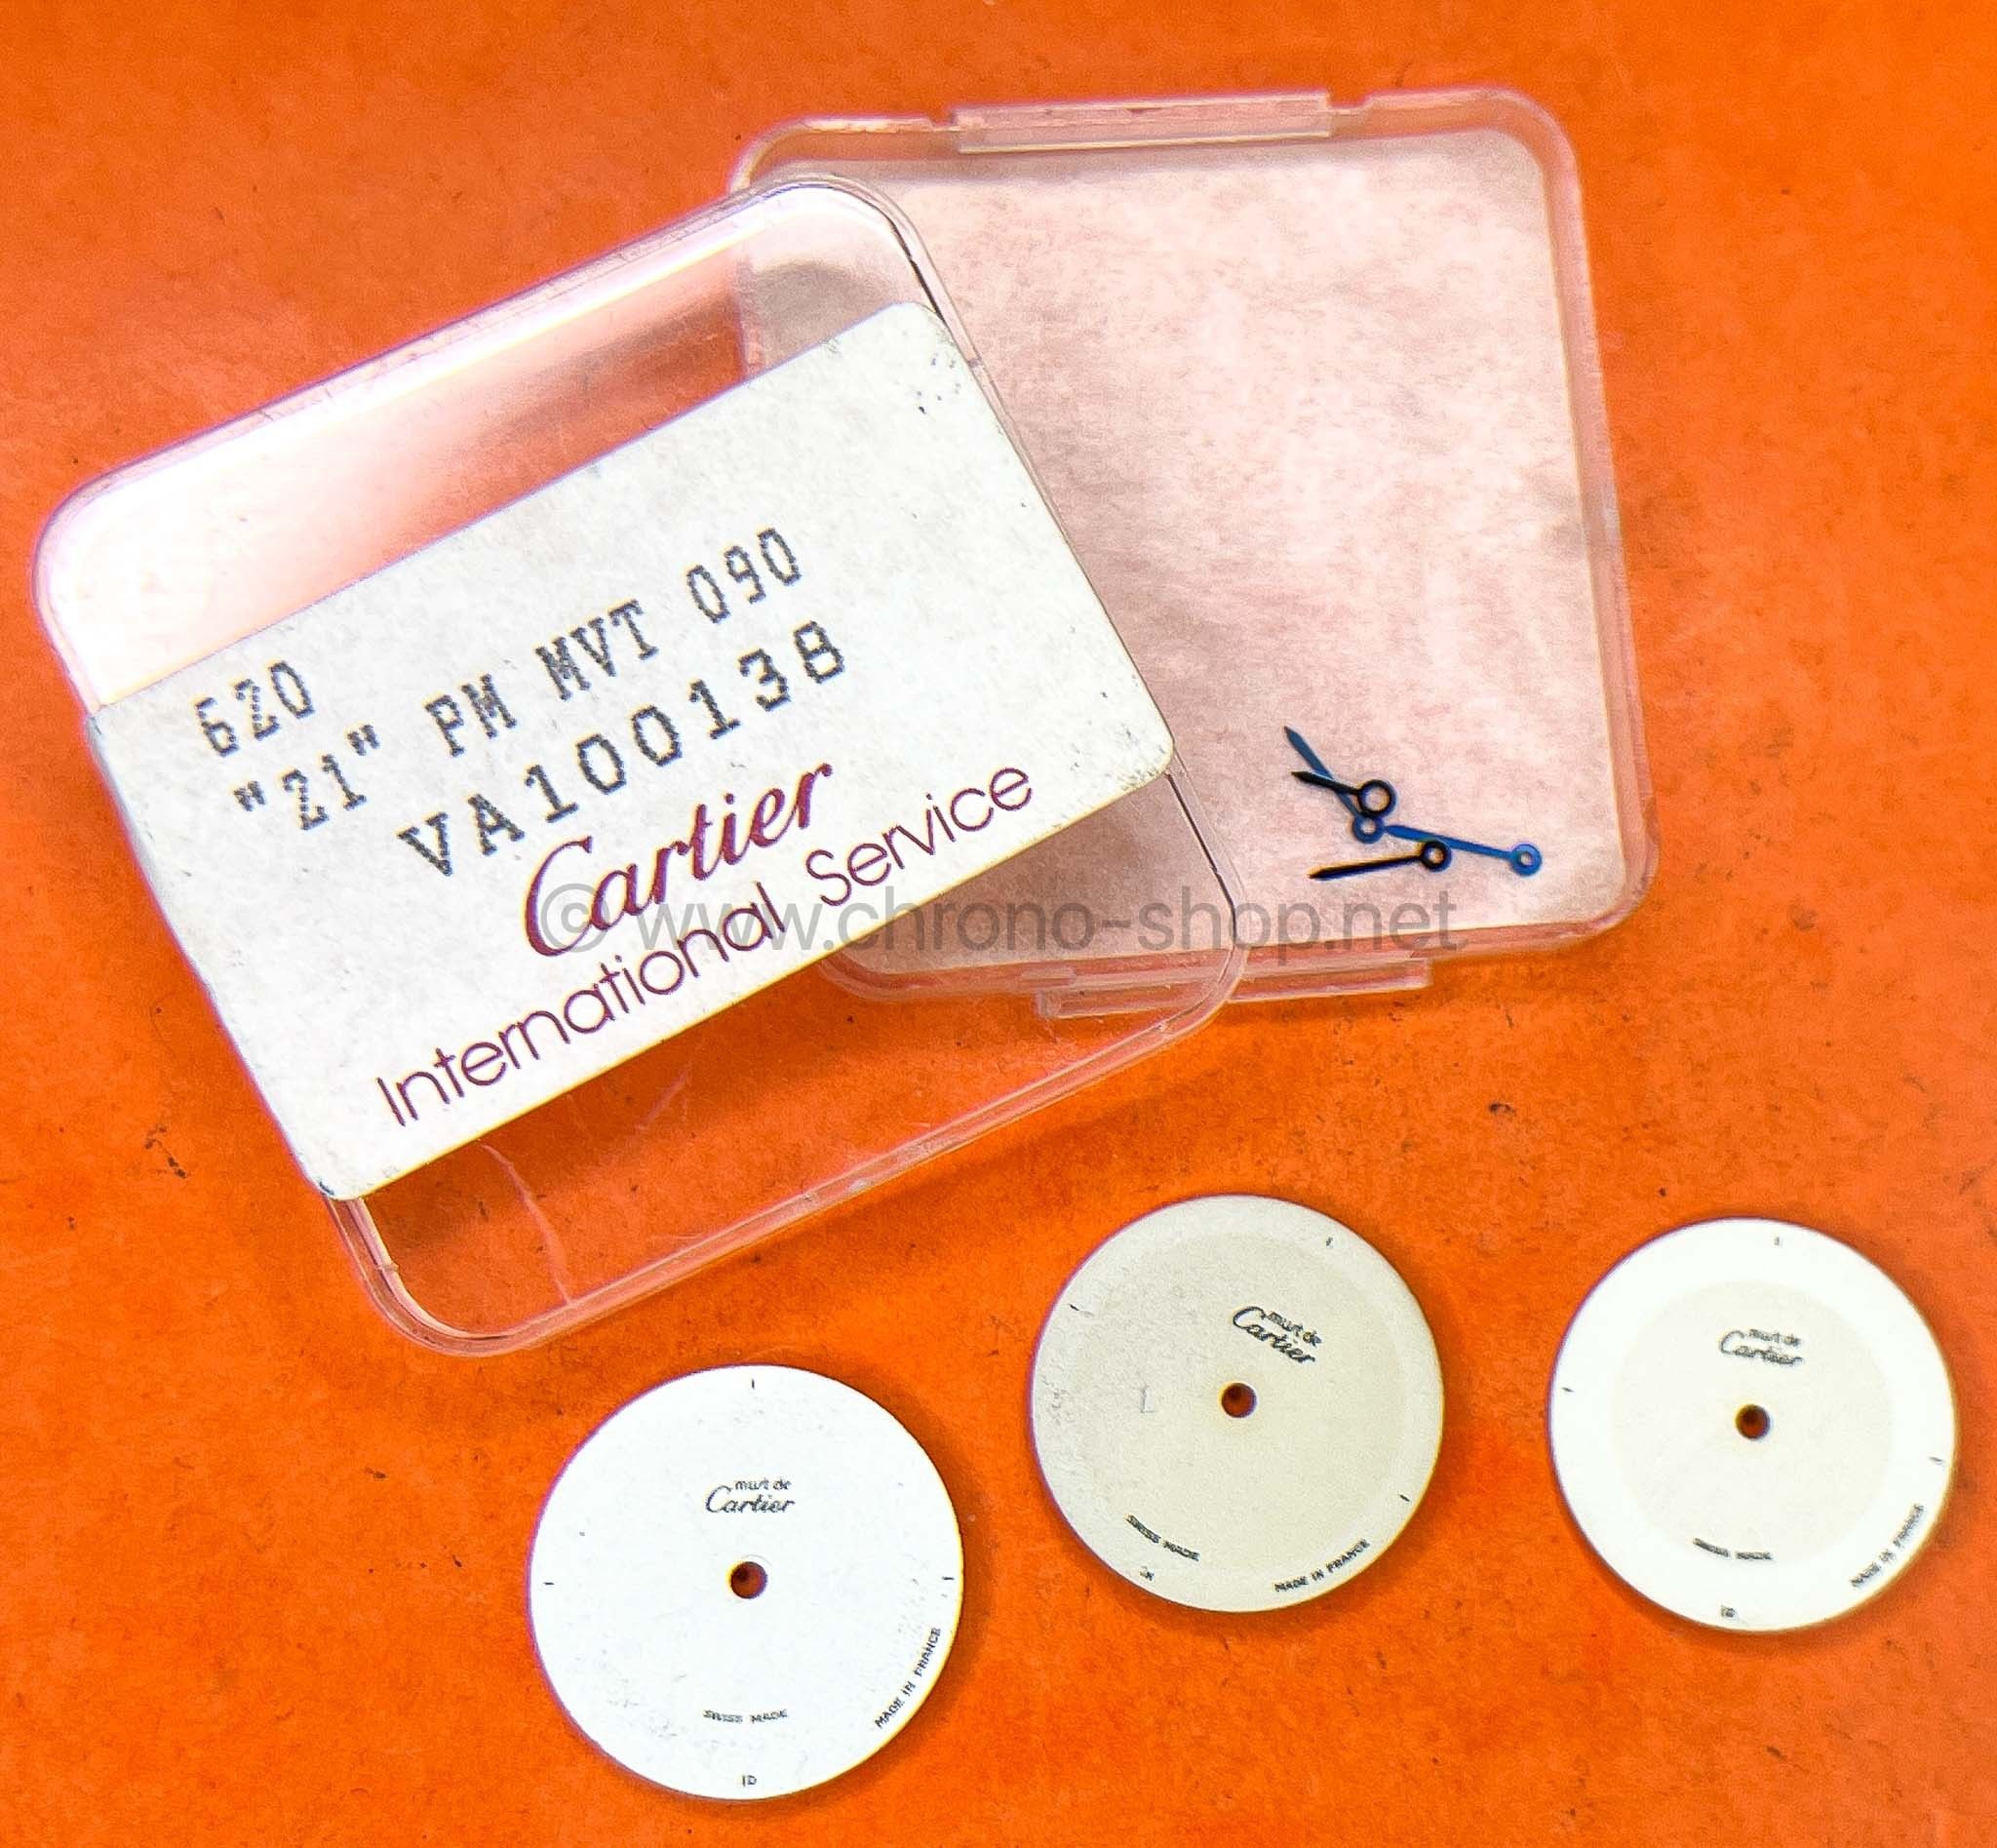 620
"21" PM MVT 090
VA100138
Cartier
International Service
© www.chrono-shop.net
must de
Cartier
SWISS MADE
MADE IN FRANCE
must de
Cartier
SWISS MADE
MADE IN FRANCE
must de
Cartier
SWISS MADE
MADE IN FRANCE